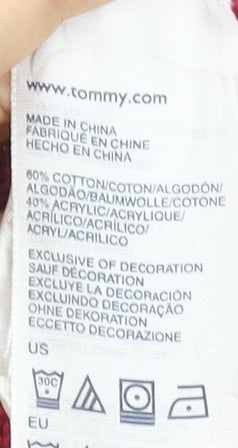 www.tommy.com
MADE IN CHINA
FABRIQUÉ EN CHINE
HECHO EN CHINA
60% COTTON/COTON/ALGODÓN/
ALGODÃO/BAUMWOLLE/COTONE
40% ACRYLIC/ACRYLIQUE/
ACRÍLICO/ACRÍLICO/
ACRYL/ACRILICO
EXCLUSIVE OF DECORATION
SAUF DÉCORATION
EXCLUYE LA DECORACIÓN
EXCLUINDO DECORAÇÃO
OHNE DEKORATION
ECCETTO DECORAZIONE
US
30C
EU